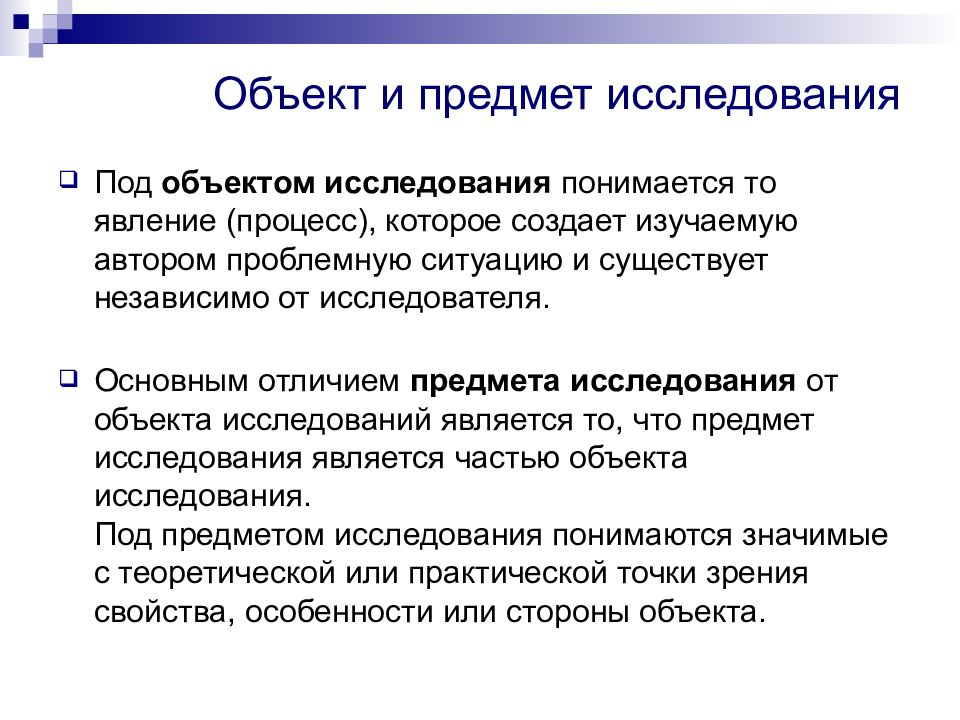 Объект и предмет исследования
Под объектом исследования понимается то
явление (процесс), которое создает изучаемую
автором проблемную ситуацию и существует
независимо от исследователя.
Основным отличием предмета исследования от
объекта исследований является то, что предмет
исследования является частью объекта
исследования.
Под предметом исследования понимаются значимые
с теоретической или практической точки зрения
свойства, особенности или стороны объекта.